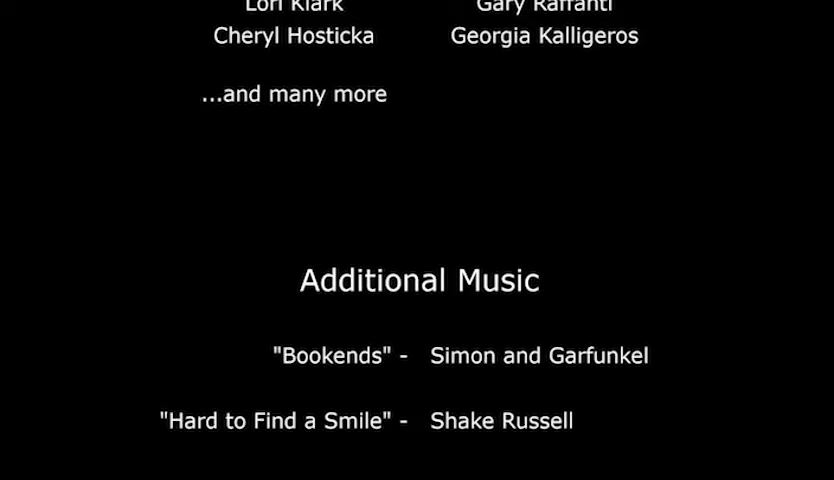 Lori Klark Gary Raffanti
Cheryl Hosticka Georgia Kalligeros
...and many more
Additional Music
"Bookends" - Simon and Garfunkel
"Hard to Find a Smile" - Shake Russell